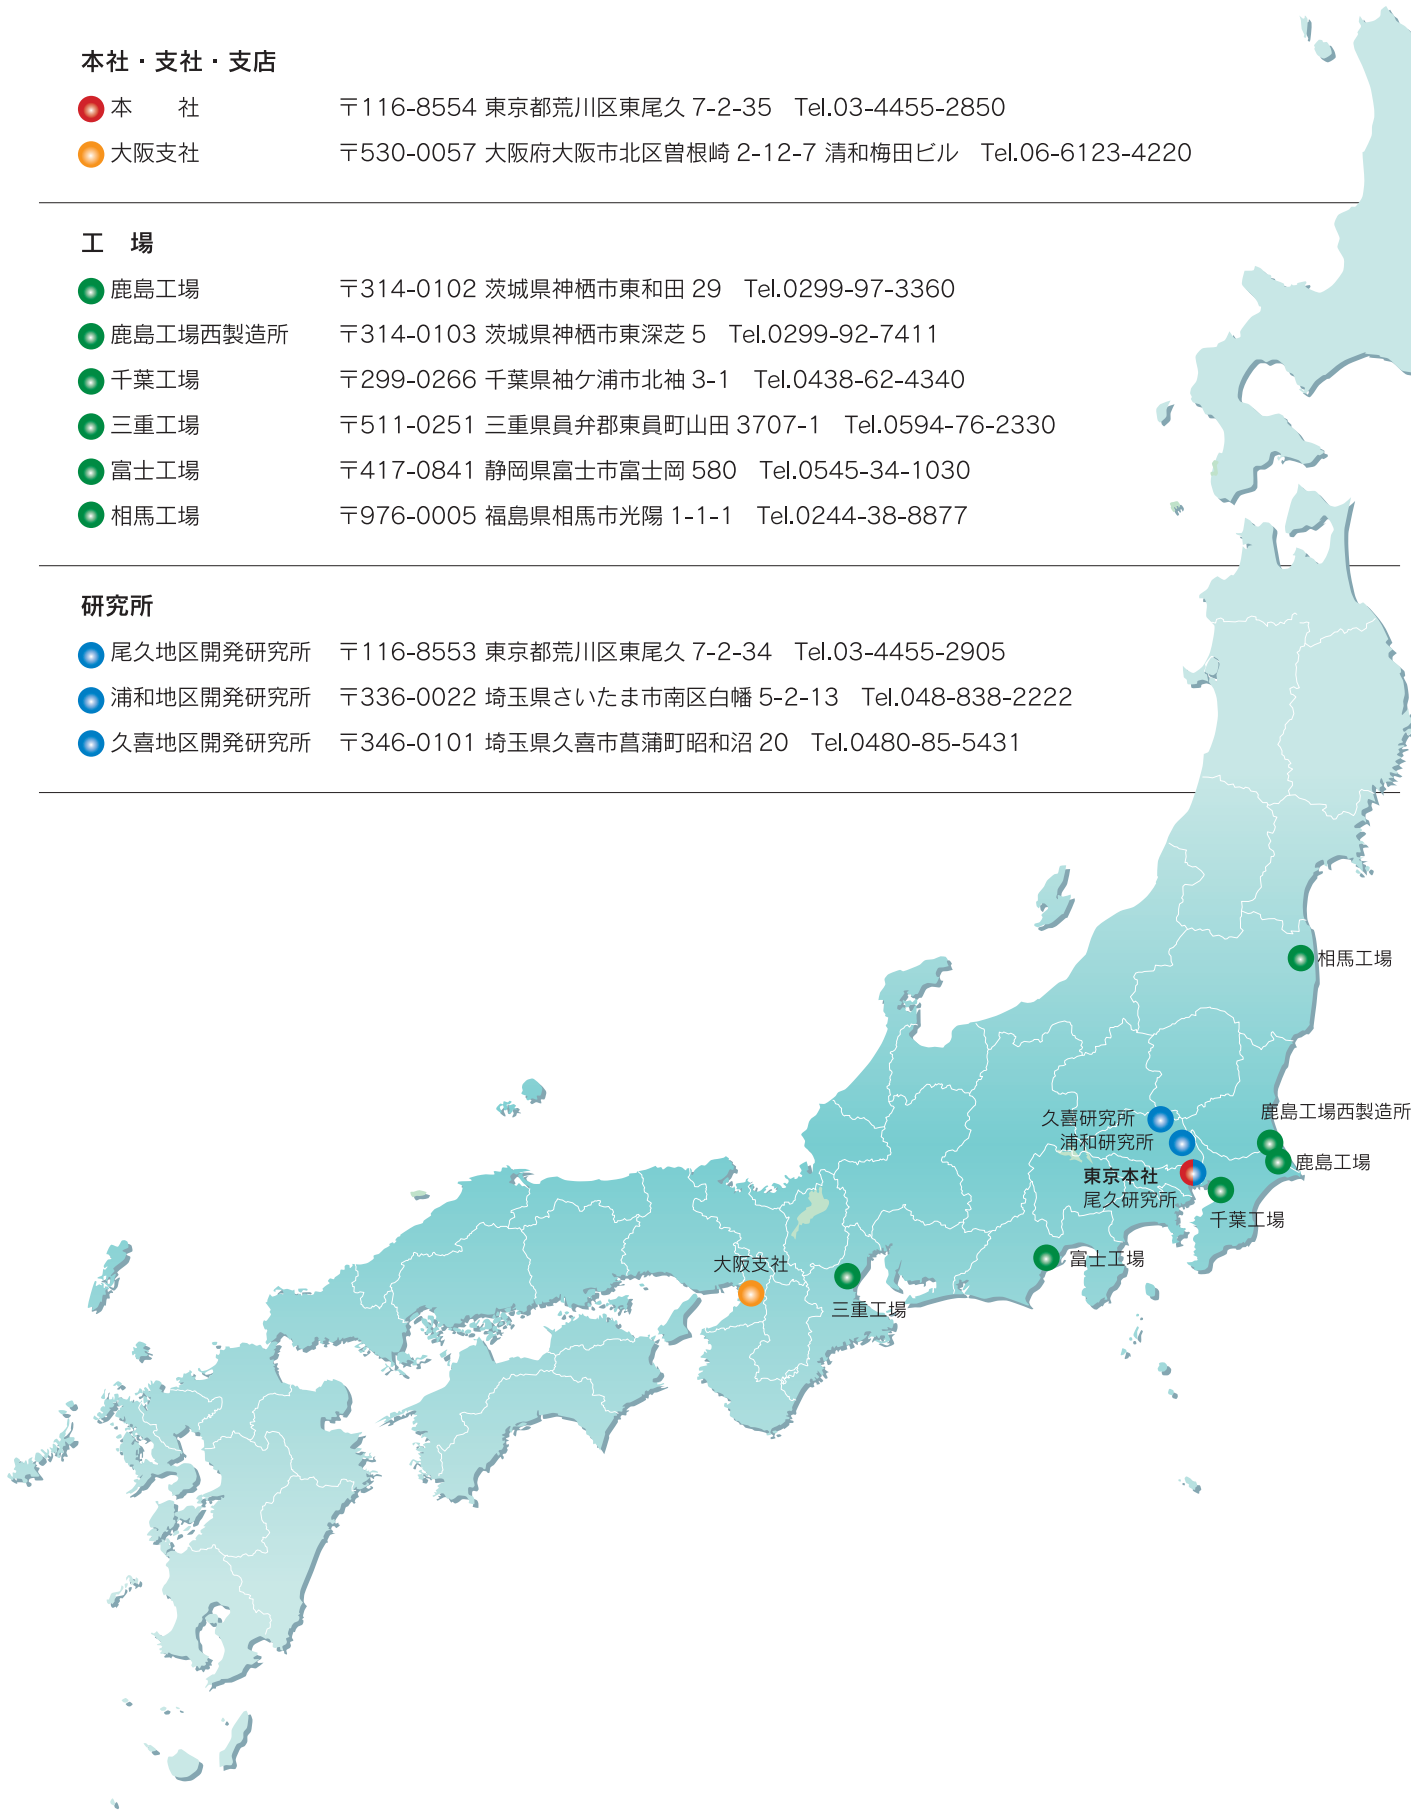 本社・支社・支店
本　　社　〒116-8554 東京都荒川区東尾久 7-2-35　Tel.03-4455-2850
大阪支社　〒530-0057 大阪府大阪市北区曽根崎 2-12-7 清和梅田ビル　Tel.06-6123-4220
工　場
鹿島工場　〒314-0102 茨城県神栖市東和田 29　Tel.0299-97-3360
鹿島工場西製造所　〒314-0103 茨城県神栖市東深芝 5　Tel.0299-92-7411
千葉工場　〒299-0266 千葉県袖ケ浦市北袖 3-1　Tel.0438-62-4340
三重工場　〒511-0251 三重県員弁郡東員町山田 3707-1　Tel.0594-76-2330
富士工場　〒417-0841 静岡県富士市富士岡 580　Tel.0545-34-1030
相馬工場　〒976-0005 福島県相馬市光陽 1-1-1　Tel.0244-38-8877
研究所
尾久地区開発研究所　〒116-8553 東京都荒川区東尾久 7-2-34　Tel.03-4455-2905
浦和地区開発研究所　〒336-0022 埼玉県さいたま市南区白幡 5-2-13　Tel.048-838-2222
久喜地区開発研究所　〒346-0101 埼玉県久喜市菖蒲町昭和沼 20　Tel.0480-85-5431
相馬工場
久喜研究所
鹿島工場西製造所
浦和研究所
鹿島工場
東京本社
尾久研究所
千葉工場
富士工場
大阪支社
三重工場